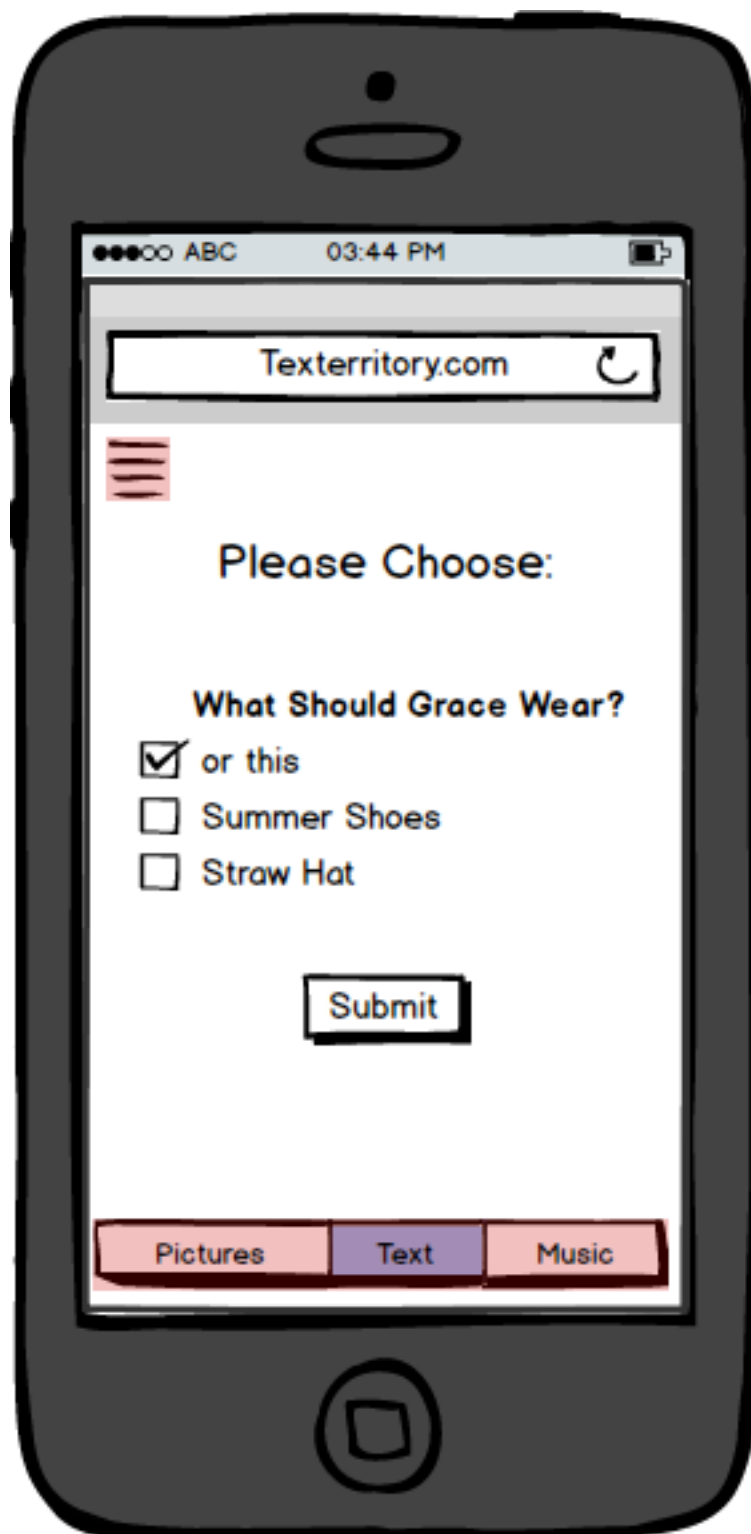 ABC 03:44 PM
Texterritory.com
Please Choose:
What Should Grace Wear?
or this
Summer Shoes
Straw Hat
Submit
Pictures Text Music